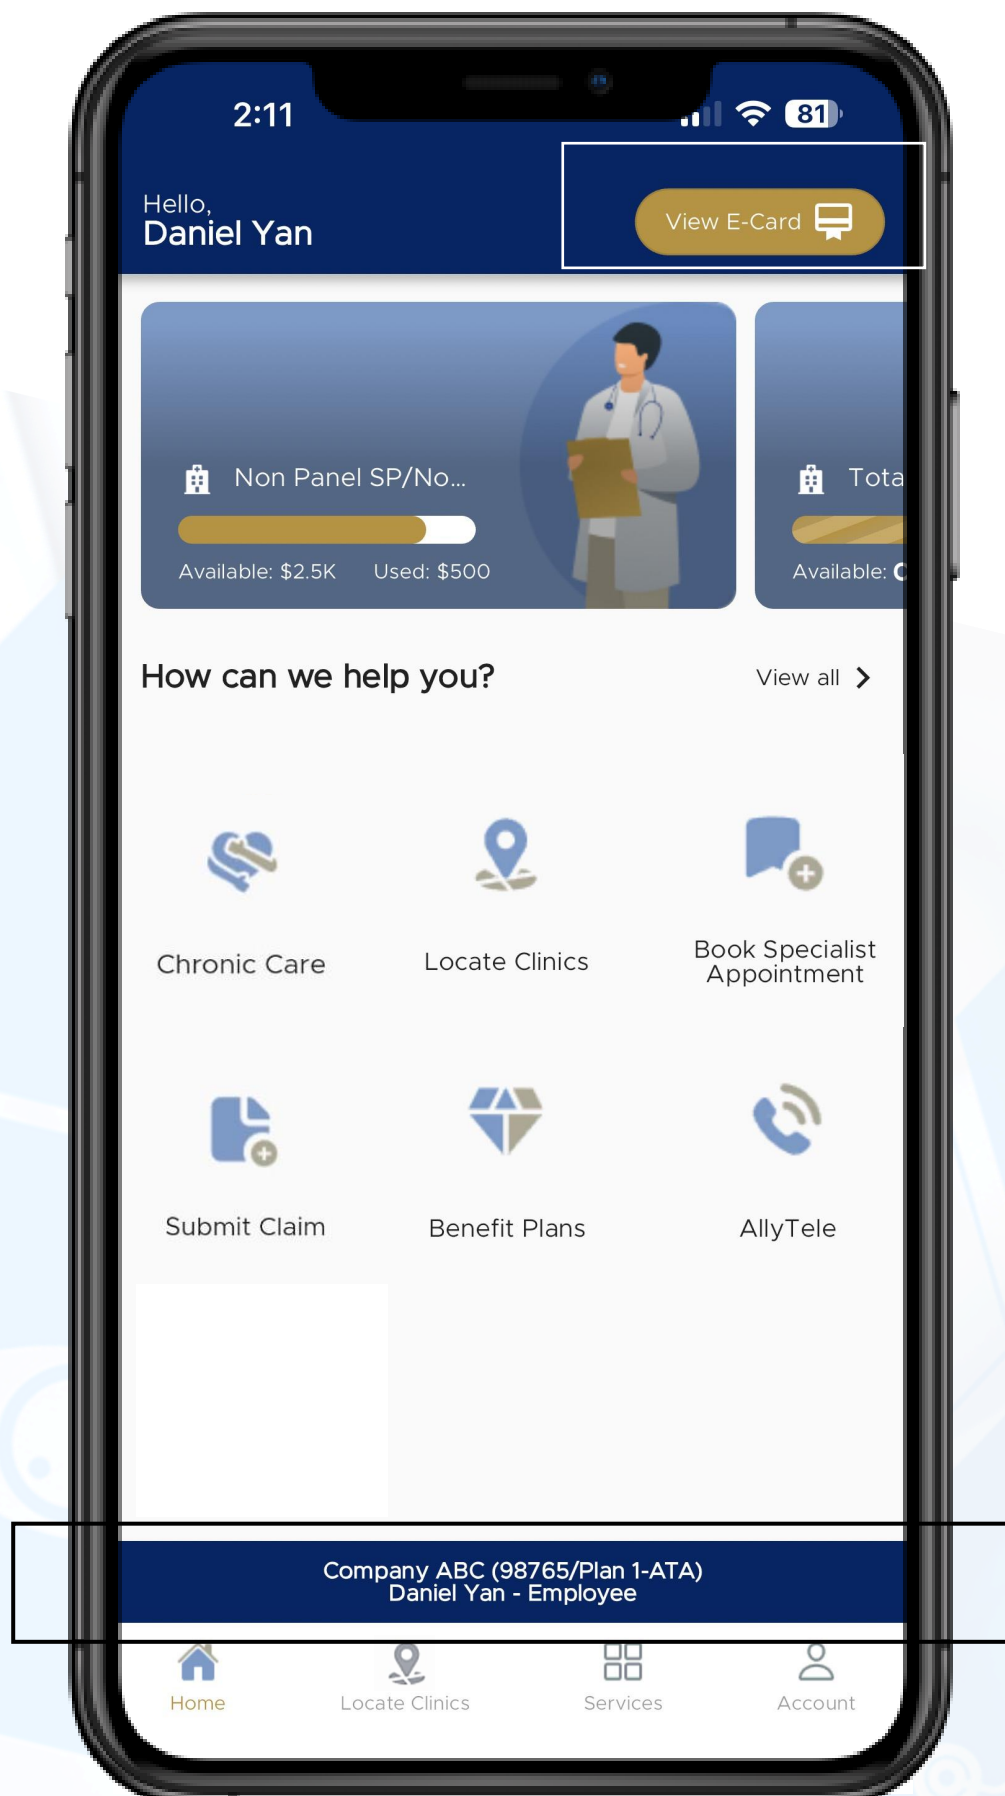 2:11
81
Hello,
Daniel Yan
View E-Card
Non Panel SP/No...
Available: $2.5K Used: $500
Tota
Available:
How can we help you?
View all
Chronic Care
Locate Clinics
Book Specialist
Appointment
Submit Claim
Benefit Plans
AllyTele
Company ABC (98765/Plan 1-ATA)
Daniel Yan - Employee
Home
Locate Clinics
Services
Account